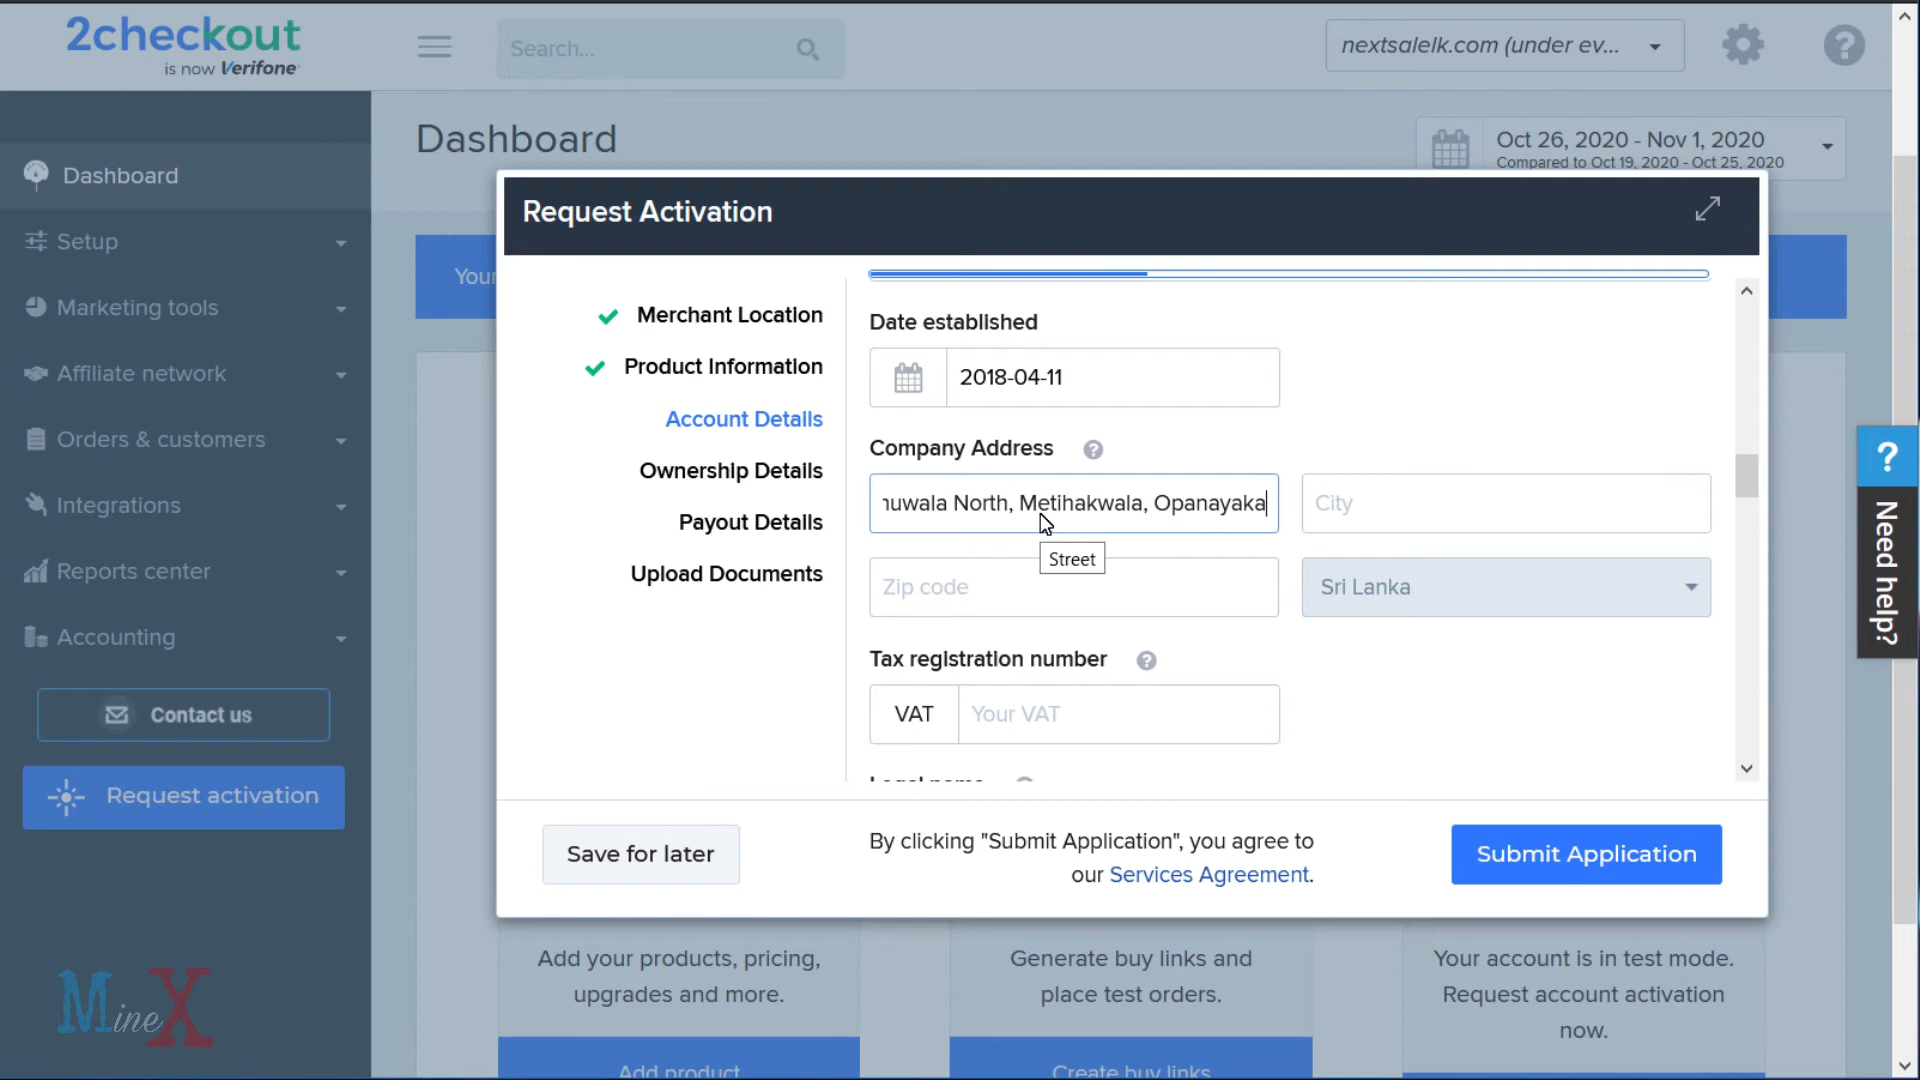 2checkout
is now Verifone
Search...
nextsalelk.com (under ev...
Dashboard
Oct 26, 2020 - Nov 1, 2020
Compared to Oct 19, 2020 - Oct 25, 2020
Dashboard
Setup
Marketing tools
Affiliate network
Orders & customers
Integrations
Reports center
Accounting
Contact us
Request activation
Your
Request Activation
Merchant Location
Product Information
Account Details
Ownership Details
Payout Details
Upload Documents
Date established
2018-04-11
Company Address ?
nuwala North, Metihakwala, Opanayaka
City
Street
Zip code
Sri Lanka
Tax registration number ?
VAT Your VAT
Legal name
Save for later
By clicking "Submit Application", you agree to
our Services Agreement.
Submit Application
? Need help?
Add your products, pricing,
upgrades and more.
Generate buy links and
place test orders.
Your account is in test mode.
Request account activation
now.
Add product
Create buy links
MineX